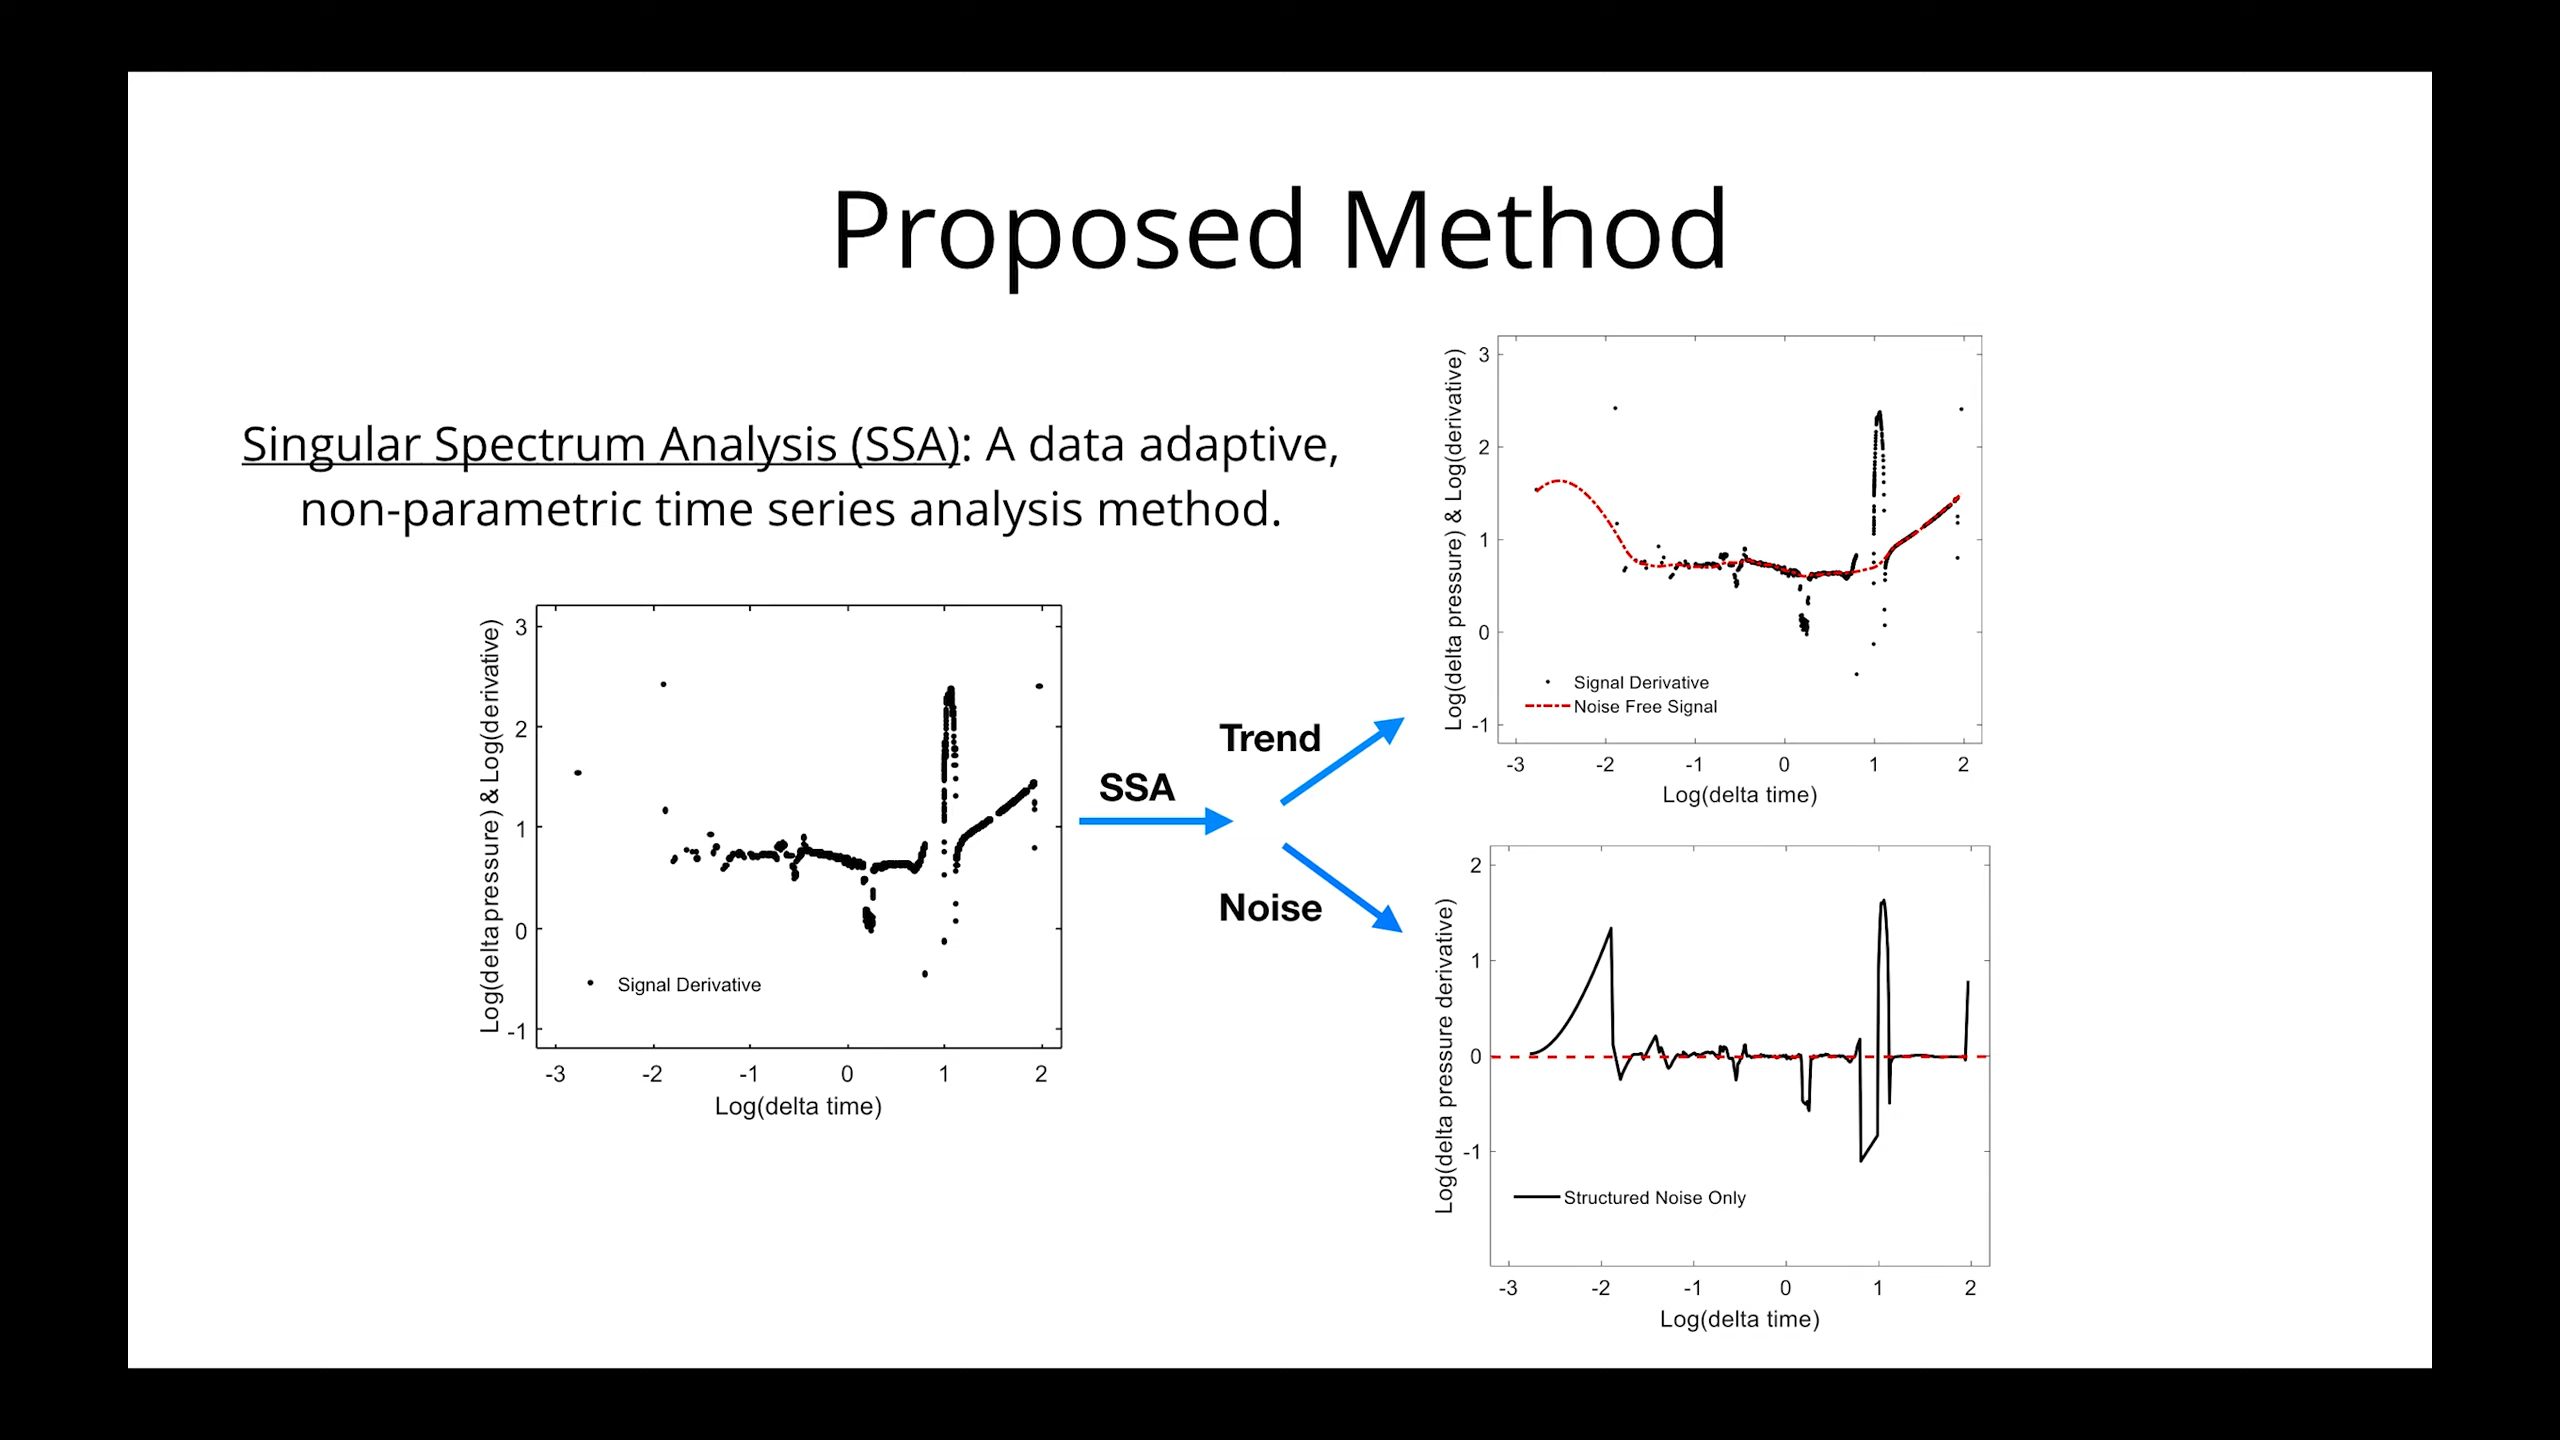 Proposed Method
Singular Spectrum Analysis (SSA): A data adaptive,
non-parametric time series analysis method.
Log(delta pressure) & Log(derivative)
3
2
1
0
-1
Signal Derivative
-3 -2 -1 0 1 2
Log(delta time)
SSA
Trend
Noise
Log(delta pressure) & Log(derivative)
3
2
1
0
-1
Signal Derivative
Noise Free Signal
-3 -2 -1 0 1 2
Log(delta time)
Log(delta pressure derivative)
2
1
0
-1
Structured Noise Only
-3 -2 -1 0 1 2
Log(delta time)